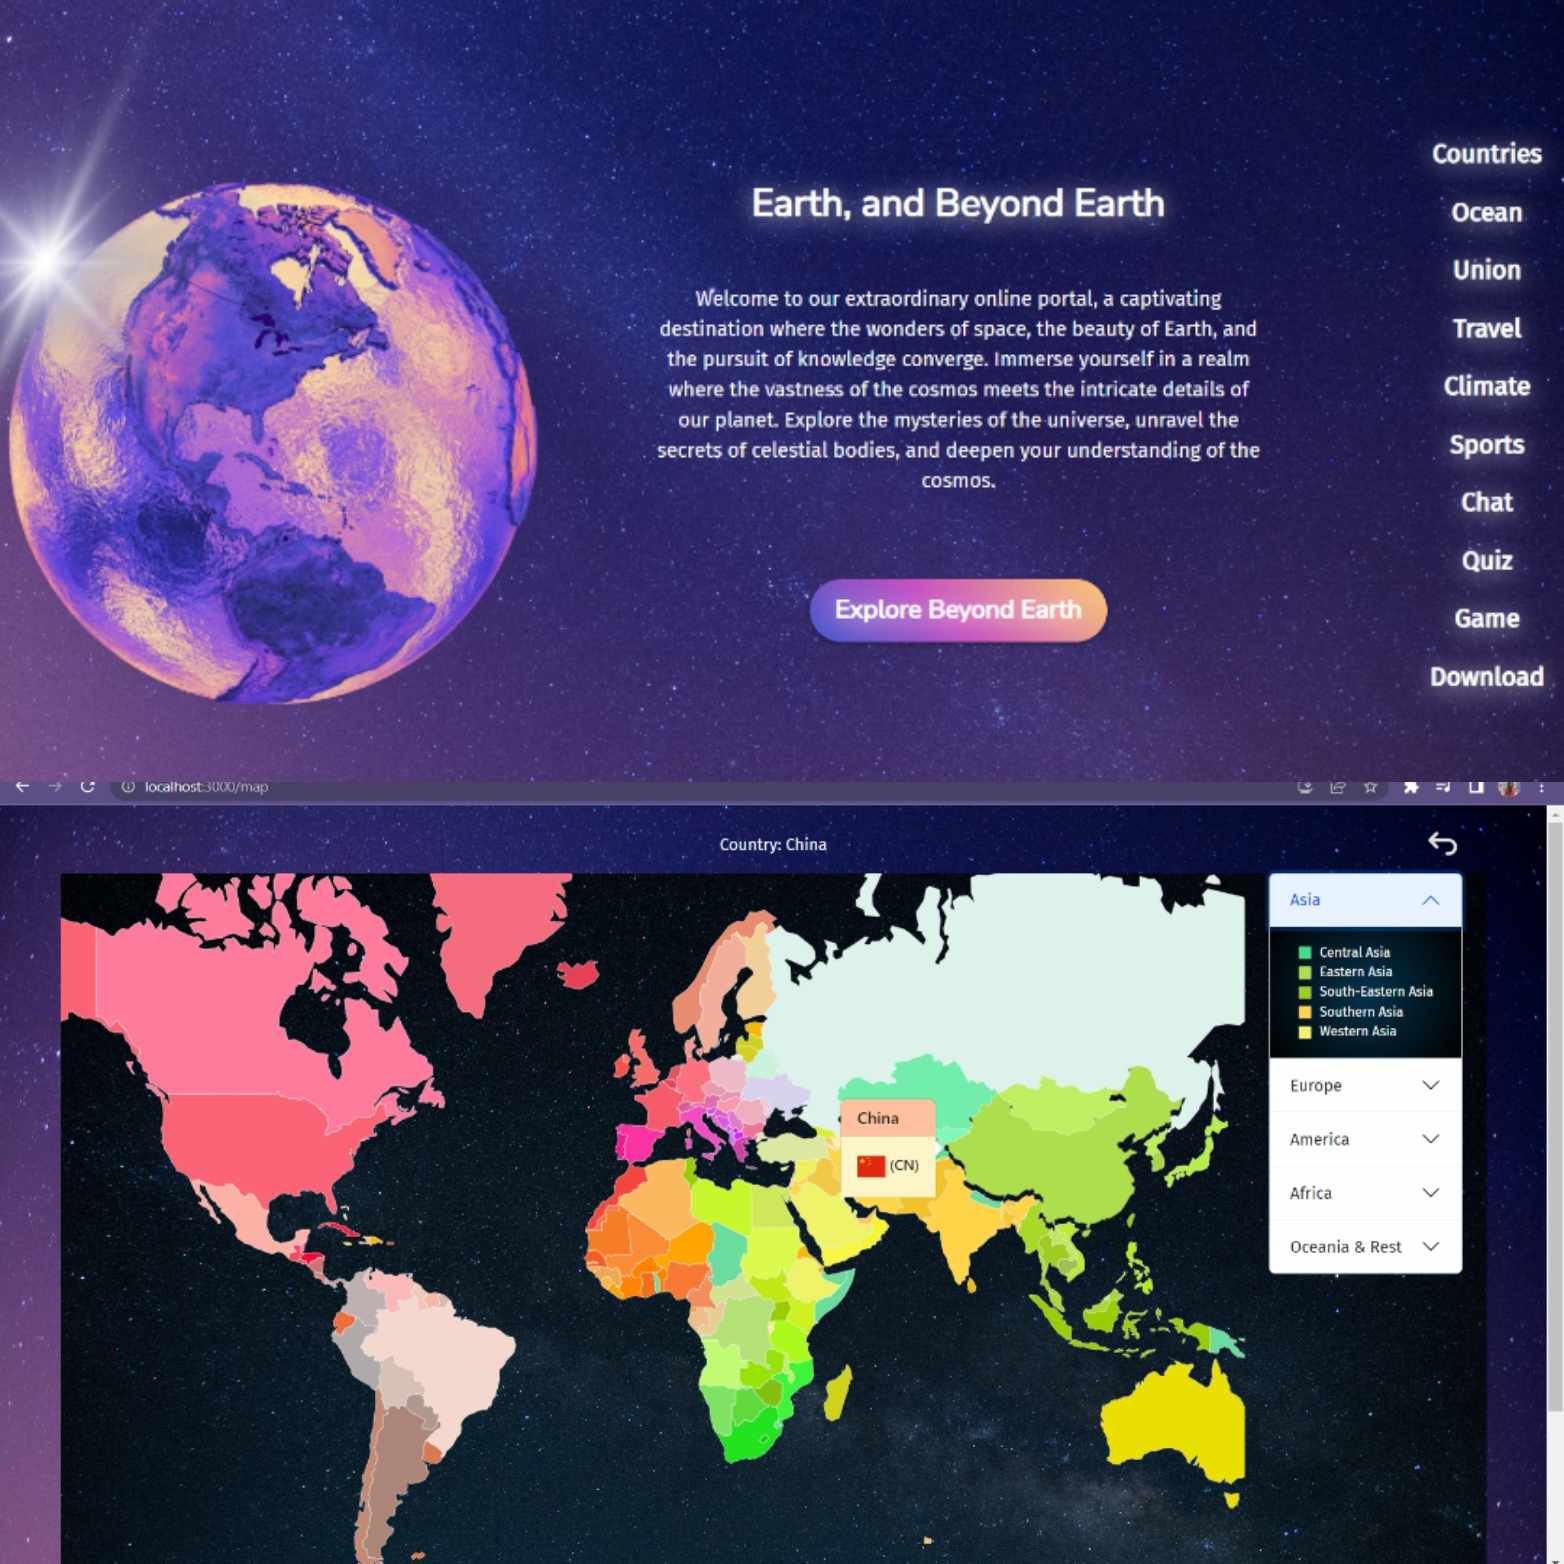 Countries
Ocean
Union
Travel
Climate
Sports
Chat
Quiz
Game
Download
Earth, and Beyond Earth
Welcome to our extraordinary online portal, a captivating
destination where the wonders of space, the beauty of Earth, and
the pursuit of knowledge converge. Immerse yourself in a realm
where the vastness of the cosmos meets the intricate details of
our planet. Explore the mysteries of the universe, unravel the
secrets of celestial bodies, and deepen your understanding of the
cosmos.
Explore Beyond Earth
localhost:3000/map
Country: China
China
(CN)
Asia
Central Asia
Eastern Asia
South-Eastern Asia
Southern Asia
Western Asia
Europe
America
Africa
Oceania & Rest